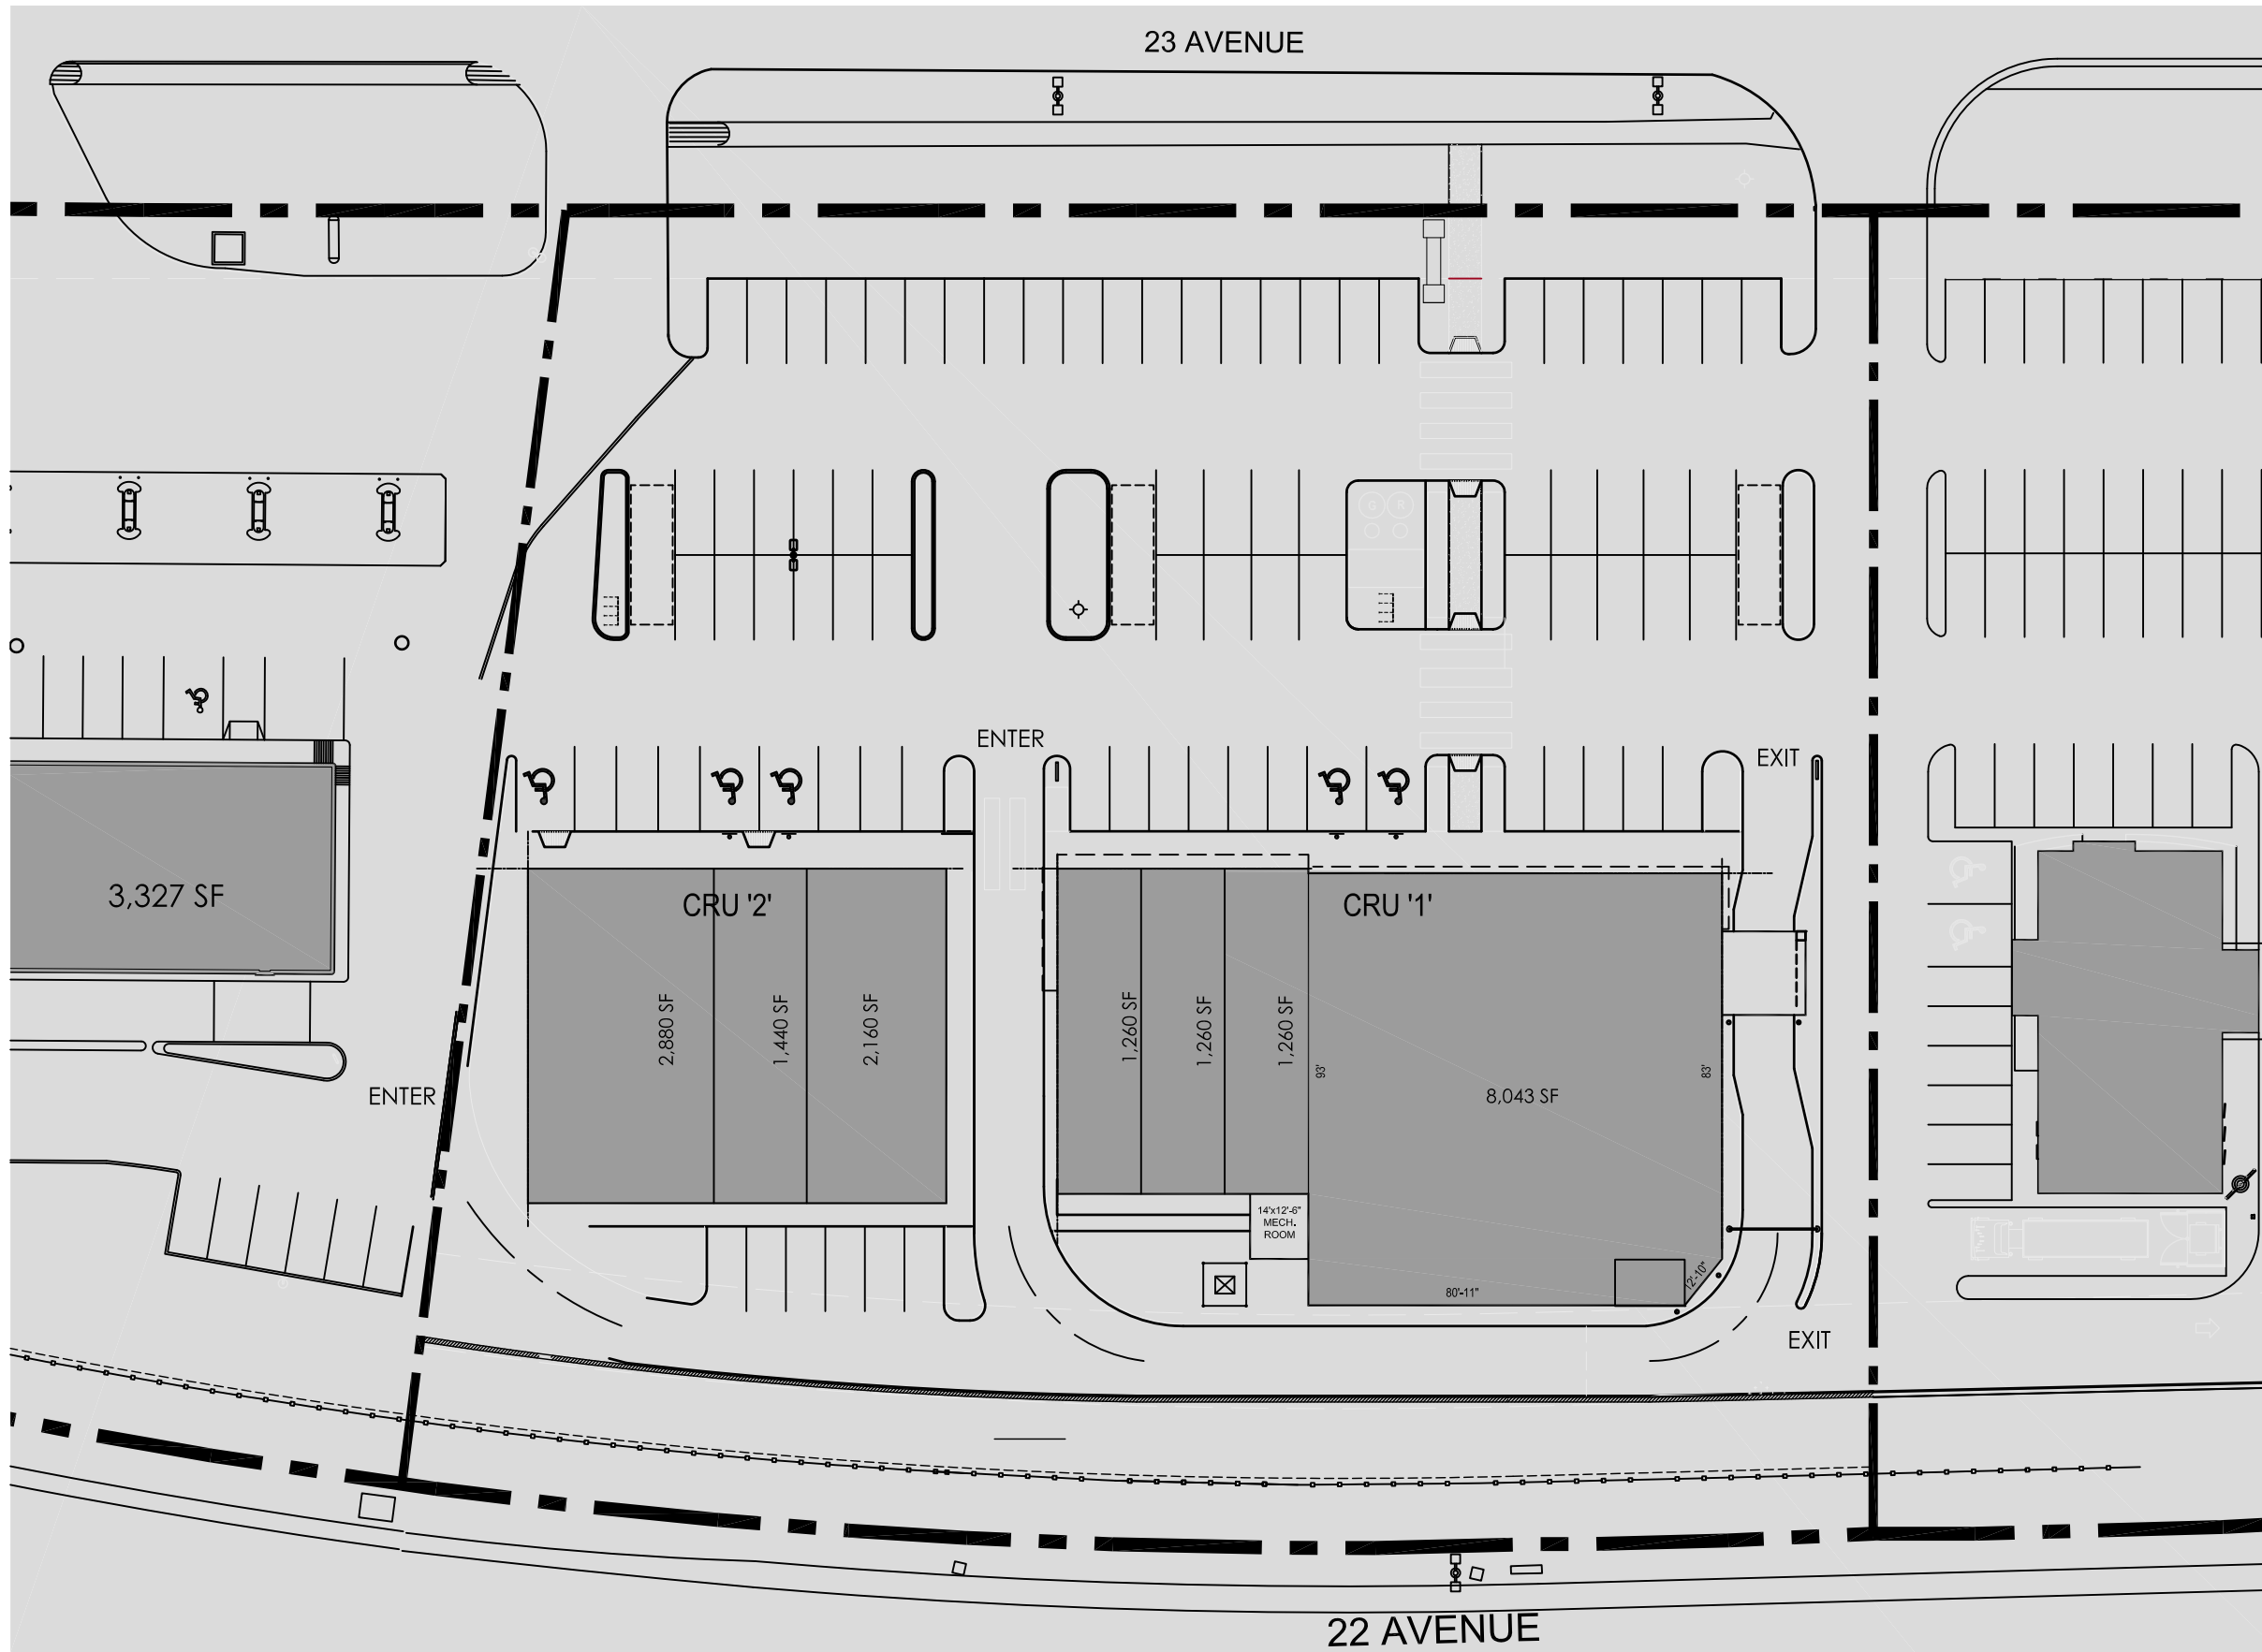 23 AVENUE
ENTER
EXIT
3,327 SF
CRU '2'
CRU '1'
2,880 SF
1,440 SF
2,160 SF
1,260 SF
1,260 SF
1,260 SF
93'
83'
8,043 SF
ENTER
14'x12'-6"
MECH.
ROOM
80'-11"
12'-10"
EXIT
22 AVENUE